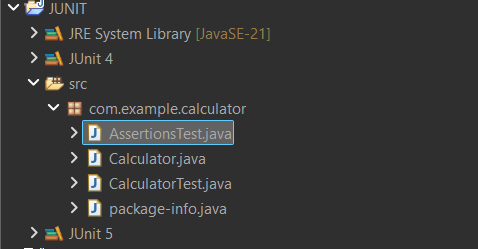 JUNIT
JRE System Library [JavaSE-21]
JUnit 4
src
com.example.calculator
AssertionsTest.java
Calculator.java
CalculatorTest.java
package-info.java
JUnit 5